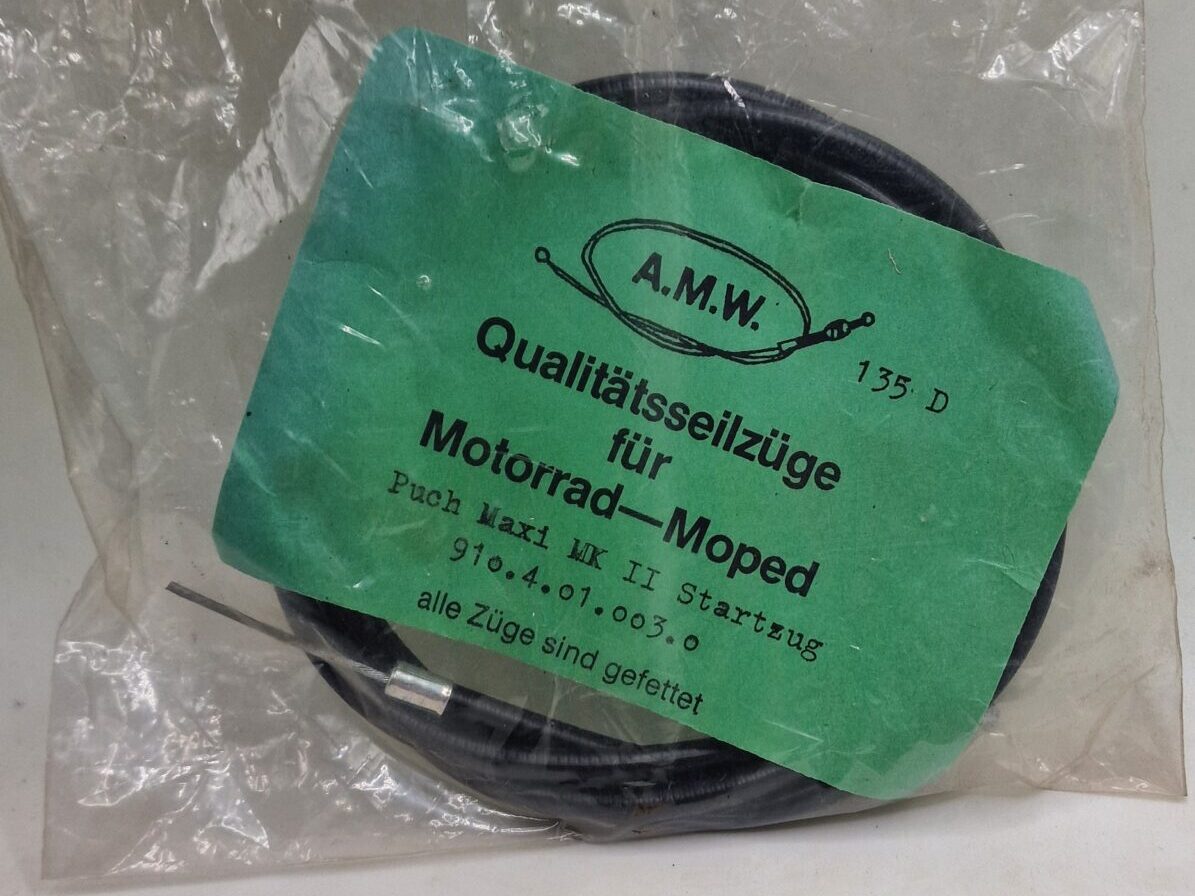 A.M.W.
135 D
Qualitätsseilzüge
für
Motorrad—Moped
Puch Maxi MK II Startzug
910.4.01.003.0
alle Züge sind gefettet